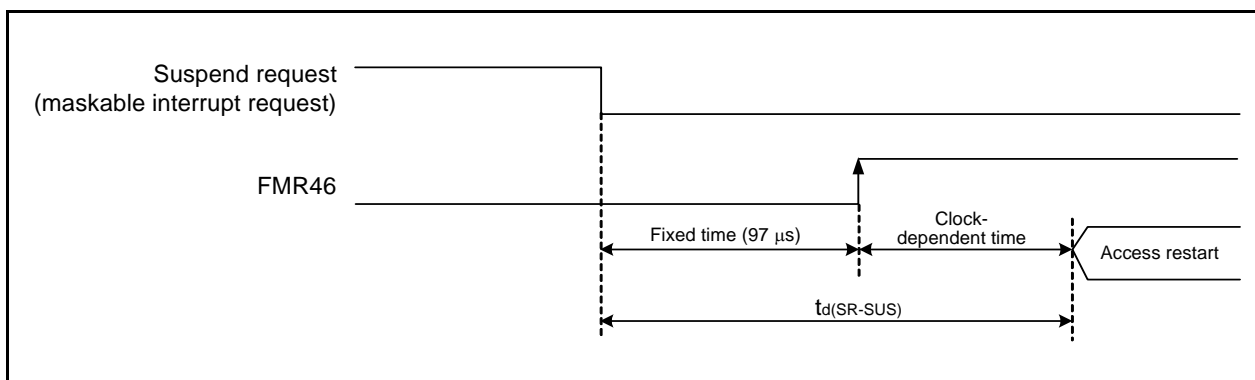 Suspend request
(maskable interrupt request)
FMR46
Fixed time (97 μs)
Clock-
dependent time
Access restart
td(SR-SUS)